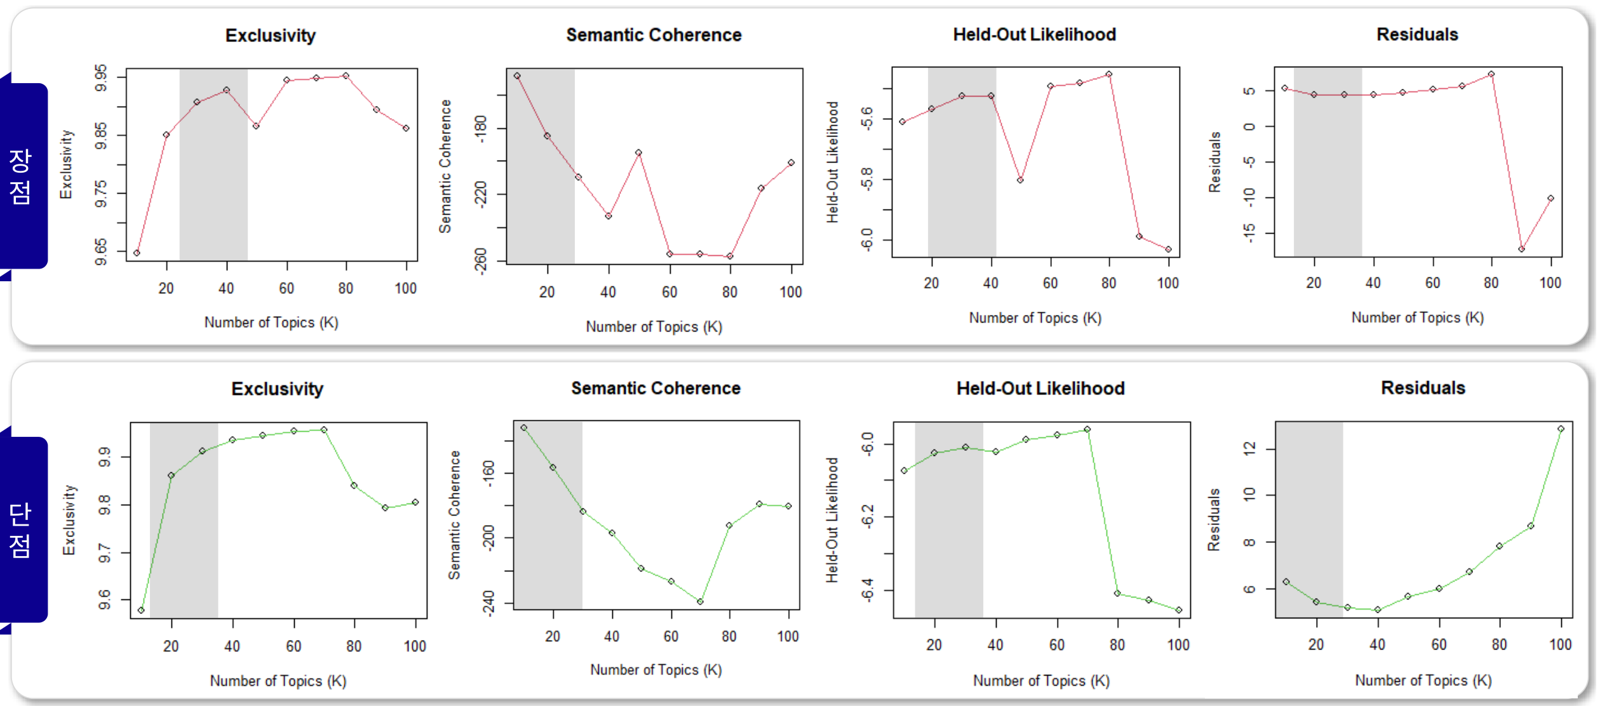 장
점
Exclusivity
Exclusivity
9.65 9.75 9.85 9.95
20 40 60 80 100
Number of Topics (K)
Semantic Coherence
Semantic Coherence
-260 -220 -180
20 40 60 80 100
Number of Topics (K)
Held-Out Likelihood
Held-Out Likelihood
-6.0 -5.8 -5.6
20 40 60 80 100
Number of Topics (K)
Residuals
Residuals
-15 -10 -5 0 5
20 40 60 80 100
Number of Topics (K)
단
점
Exclusivity
Exclusivity
9.6 9.7 9.8 9.9
20 40 60 80 100
Number of Topics (K)
Semantic Coherence
Semantic Coherence
-240 -200 -160
20 40 60 80 100
Number of Topics (K)
Held-Out Likelihood
Held-Out Likelihood
-6.4 -6.2 -6.0
20 40 60 80 100
Number of Topics (K)
Residuals
Residuals
6 8 10 12
20 40 60 80 100
Number of Topics (K)